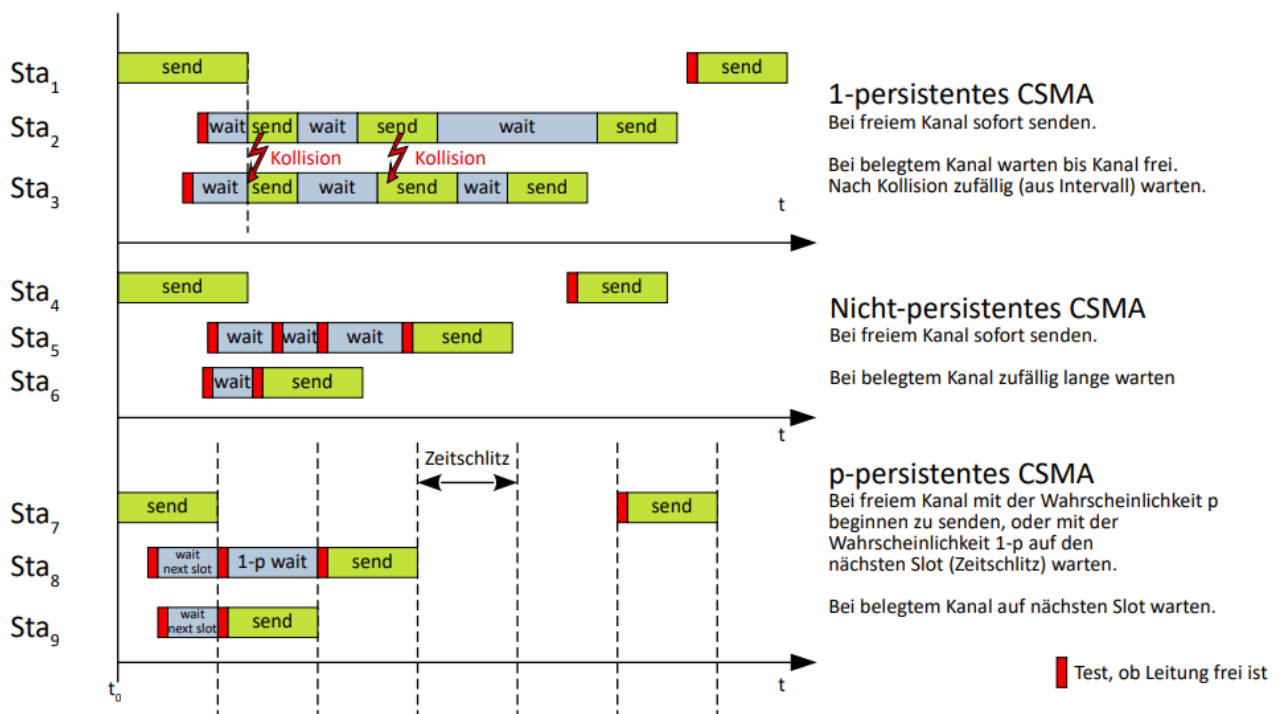 Sta1
send
send
Sta2
wait
send
wait
send
wait
send
Kollision
Kollision
Sta3
wait
send
wait
send
wait
send
t
1-persistentes CSMA
Bei freiem Kanal sofort senden.
Bei belegtem Kanal warten bis Kanal frei.
Nach Kollision zufällig (aus Intervall) warten.
Sta4
send
send
Sta5
wait
wait
wait
send
Sta6
wait
send
t
Nicht-persistentes CSMA
Bei freiem Kanal sofort senden.
Bei belegtem Kanal zufällig lange warten
Zeitschlitz
Sta7
send
send
Sta8
wait
next slot
1-p wait
send
Sta9
wait
next slot
send
t0
t
p-persistentes CSMA
Bei freiem Kanal mit der Wahrscheinlichkeit p
beginnen zu senden, oder mit der
Wahrscheinlichkeit 1-p auf den
nächsten Slot (Zeitschlitz) warten.
Bei belegtem Kanal auf nächsten Slot warten.
Test, ob Leitung frei ist